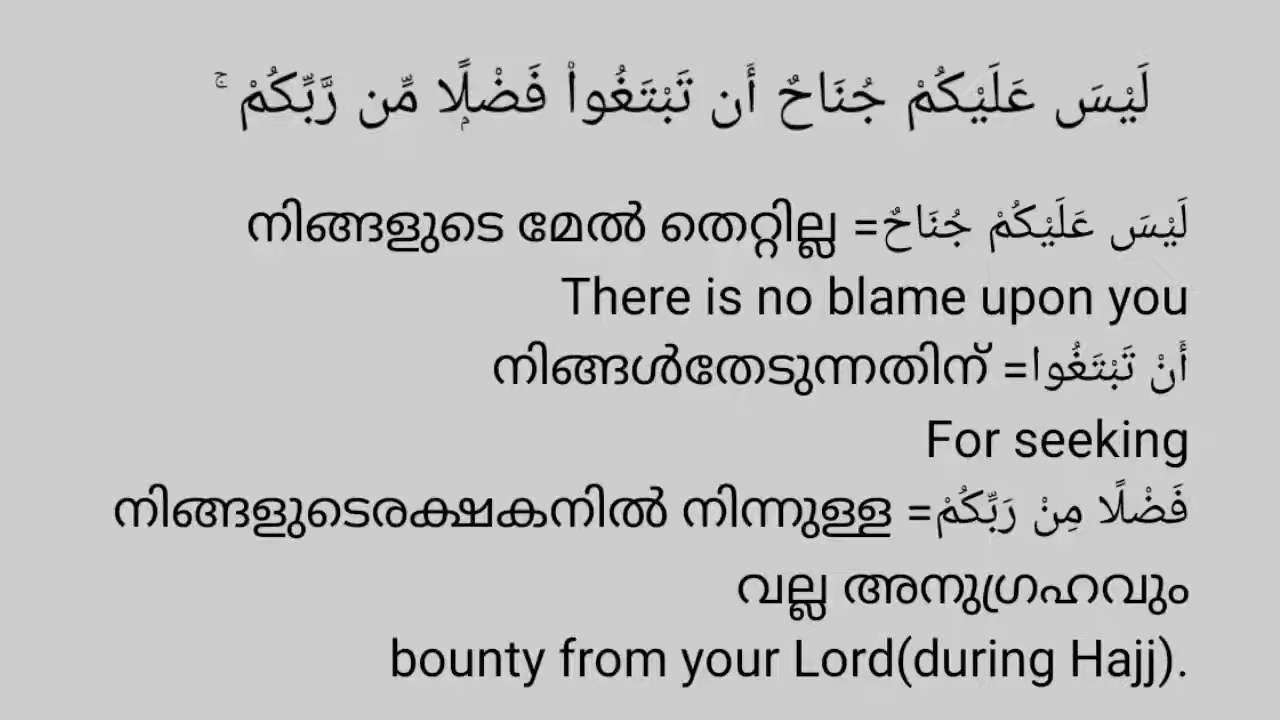 لَيْسَ عَلَيْكُمْ جُنَاحٌ أَن تَبْتَغُوا۟ فَضْلًۭا مِّن رَّبِّكُمْ ۚ
لَيْسَ عَلَيْكُمْ جُنَاحٌ= നിങ്ങളുടെ മേൽ തെറ്റില്ല
There is no blame upon you
أَنْ تَبْتَغُوا= നിങ്ങൾതേടുന്നതിന്
For seeking
فَضْلًا مِنْ رَبِّكُمْ= നിങ്ങളുടെരക്ഷകനിൽ നിന്നുള്ള
വല്ല അനുഗ്രഹവും
bounty from your Lord(during Hajj).